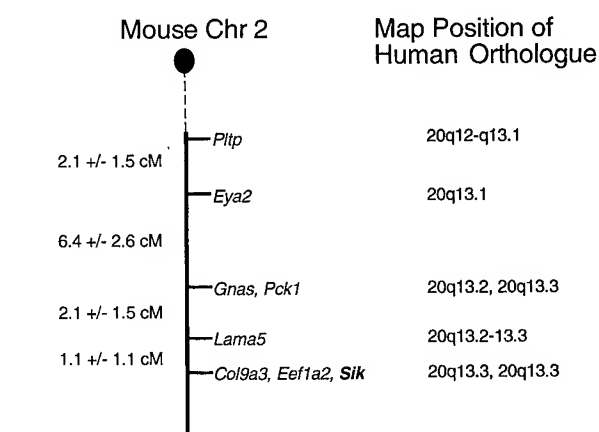 Mouse Chr 2
Map Position of
Human Orthologue
Pltp 20q12-q13.1
2.1 +/- 1.5 cM
Eya2 20q13.1
6.4 +/- 2.6 cM
Gnas, Pck1 20q13.2, 20q13.3
2.1 +/- 1.5 cM
Lama5 20q13.2-13.3
1.1 +/- 1.1 cM
Col9a3, Eef1a2, Sik 20q13.3, 20q13.3